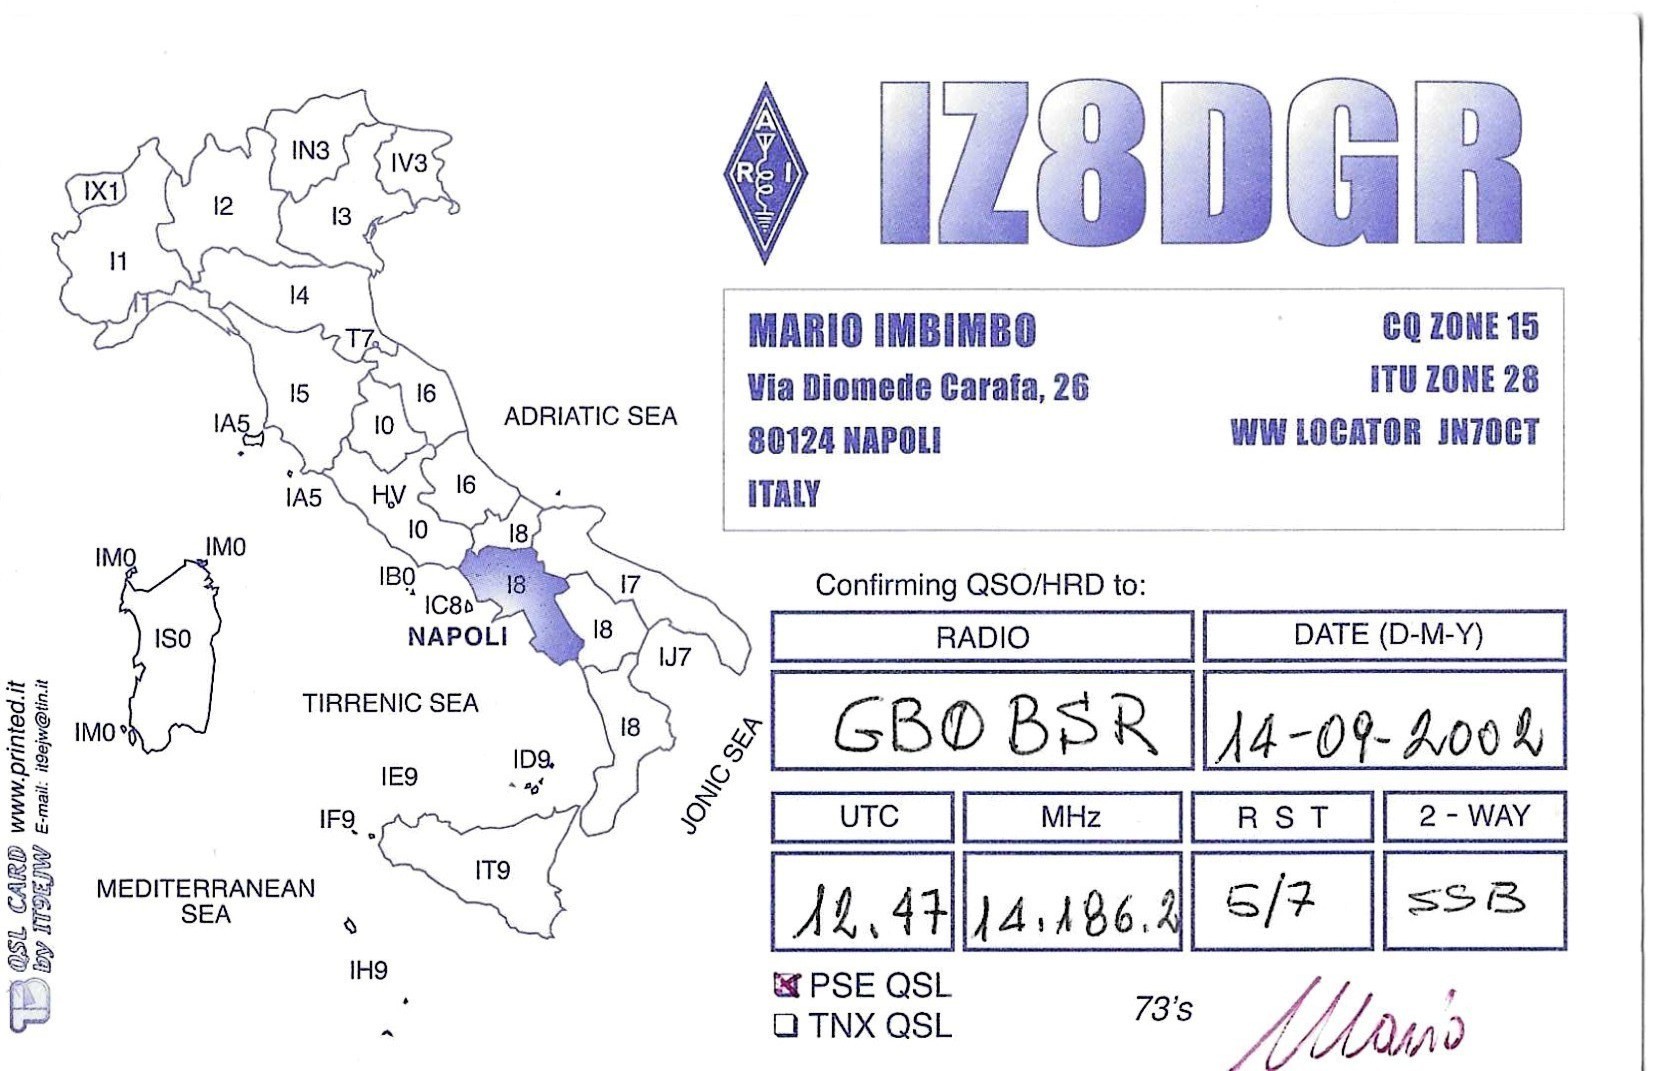 IZ8DGR
A
R I
MARIO IMBIMBO
Via Diomede Carafa, 26
80124 NAPOLI
ITALY
CQ ZONE 15
ITU ZONE 28
WW LOCATOR JN70CT
IN3
IV3
IX1
I2
I3
I1
I4
I1
T7
I5
I6
I0
IA5
ADRIATIC SEA
IA5
HV
I6
I0
I8
IM0
IM0
IB0
I8
I7
IC8
NAPOLI
I8
IS0
IJ7
TIRRENIC SEA
IM0
I8
JONIC SEA
ID9
IE9
IF9
IT9
MEDITERRANEAN
SEA
IH9
QSL CARD www.printed.it
by IT9EJW E-mail: it9ejw@tin.it
Confirming QSO/HRD to:
RADIO
DATE (D-M-Y)
GBØBSR
14-09-2002
UTC
MHz
R S T
2 - WAY
12.47
14.186.2
5/7
SSB
PSE QSL
TNX QSL
73's
Mario